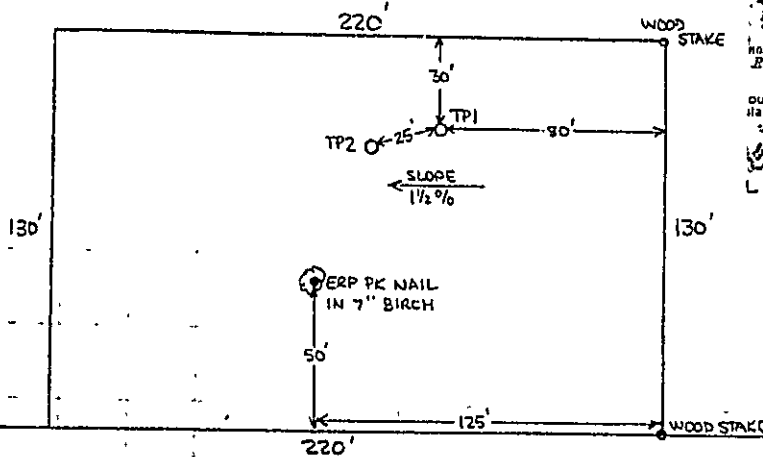 220'
WOOD
STAKE
30'
TP1
TP2
25'
80'
SLOPE
1½%
130'
130'
ERP PK NAIL
IN 7" BIRCH
50'
125'
WOOD STAKE
220'